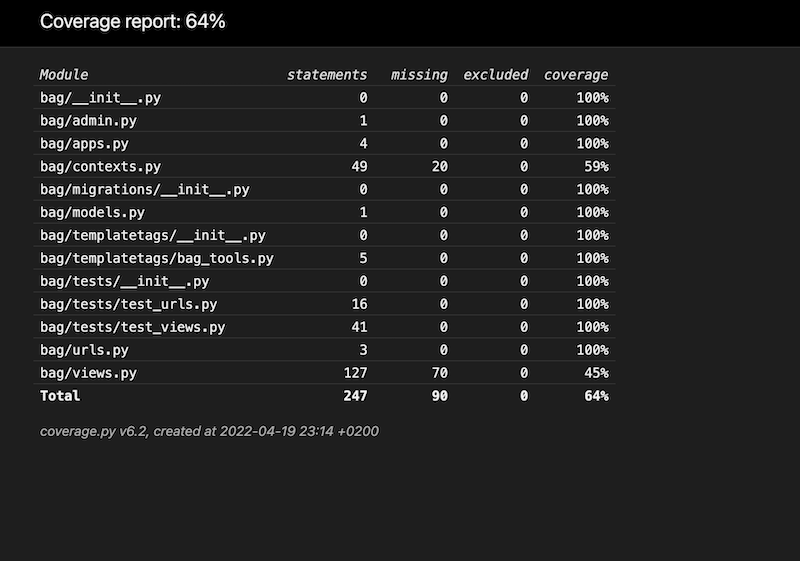 Coverage report: 64%
Module statements missing excluded coverage
bag/__init__.py 0 0 0 100%
bag/admin.py 1 0 0 100%
bag/apps.py 4 0 0 100%
bag/contexts.py 49 20 0 59%
bag/migrations/__init__.py 0 0 0 100%
bag/models.py 1 0 0 100%
bag/templatetags/__init__.py 0 0 0 100%
bag/templatetags/bag_tools.py 5 0 0 100%
bag/tests/__init__.py 0 0 0 100%
bag/tests/test_urls.py 16 0 0 100%
bag/tests/test_views.py 41 0 0 100%
bag/urls.py 3 0 0 100%
bag/views.py 127 70 0 45%
Total 247 90 0 64%
coverage.py v6.2, created at 2022-04-19 23:14 +0200